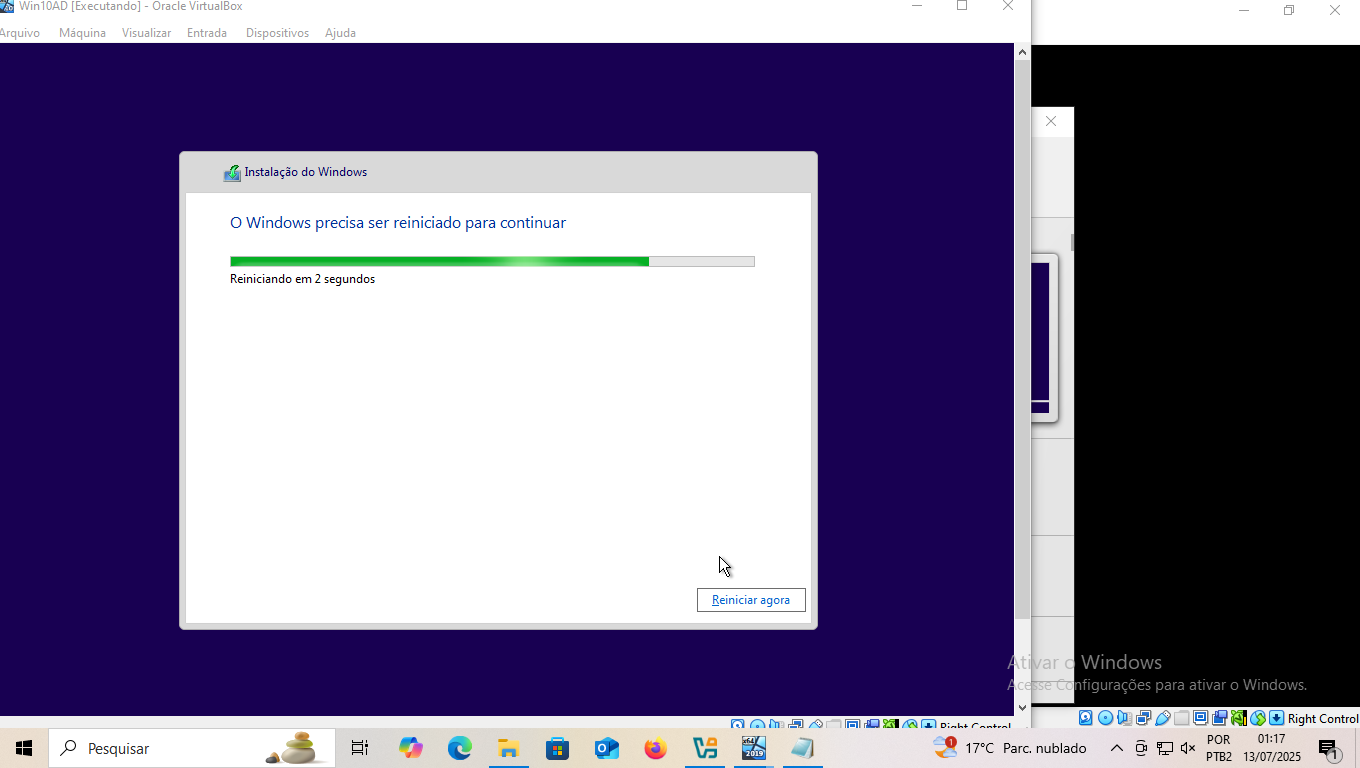 Win10AD [Executando] - Oracle VirtualBox
Arquivo Máquina Visualizar Entrada Dispositivos Ajuda
Instalação do Windows
O Windows precisa ser reiniciado para continuar
Reiniciando em 2 segundos
Reiniciar agora
Ativar o Windows
Acesse Configurações para ativar o Windows.
Right Control
Right Control
Pesquisar
x64
2019
1
17°C Parc. nublado
POR
PTB2
01:17
13/07/2025
1